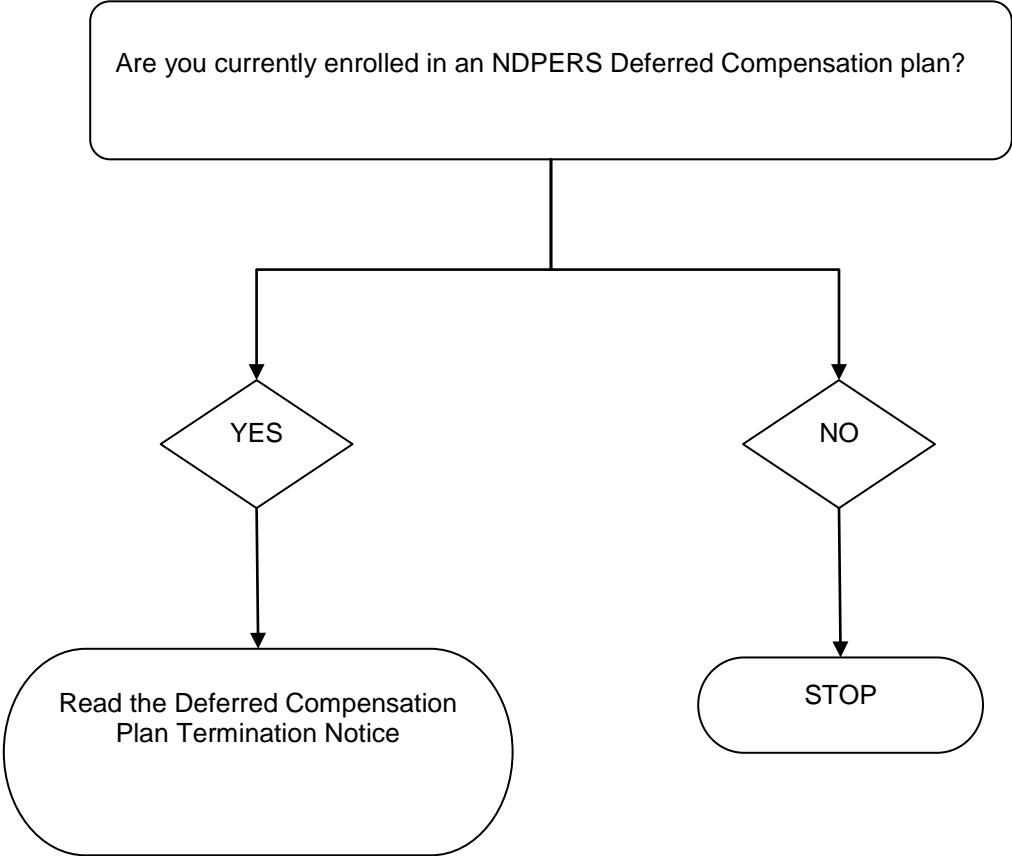 Are you currently enrolled in an NDPERS Deferred Compensation plan?
YES
NO
Read the Deferred Compensation
Plan Termination Notice
STOP